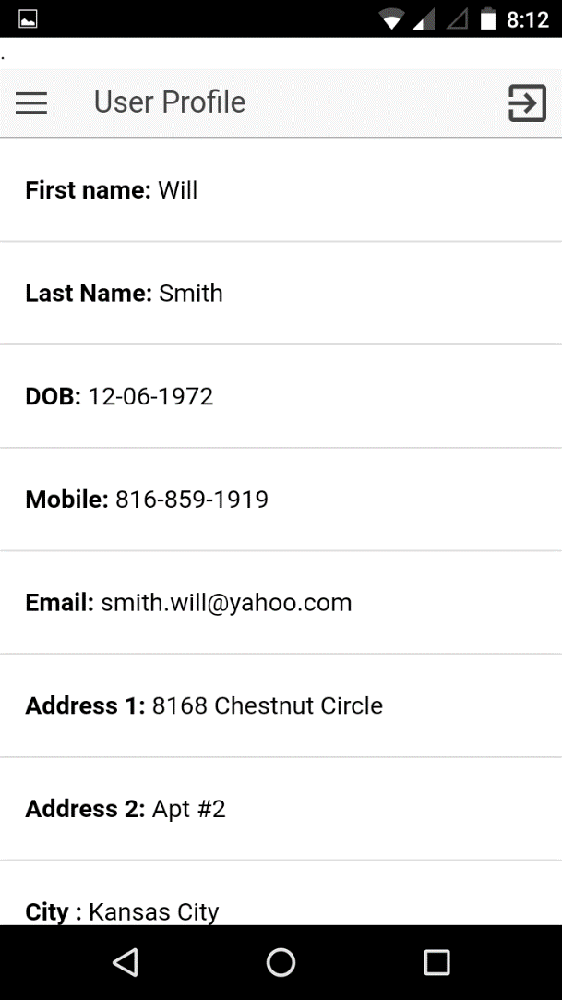 8:12
.
User Profile
First name: Will
Last Name: Smith
DOB: 12-06-1972
Mobile: 816-859-1919
Email: smith.will@yahoo.com
Address 1: 8168 Chestnut Circle
Address 2: Apt #2
City : Kansas City